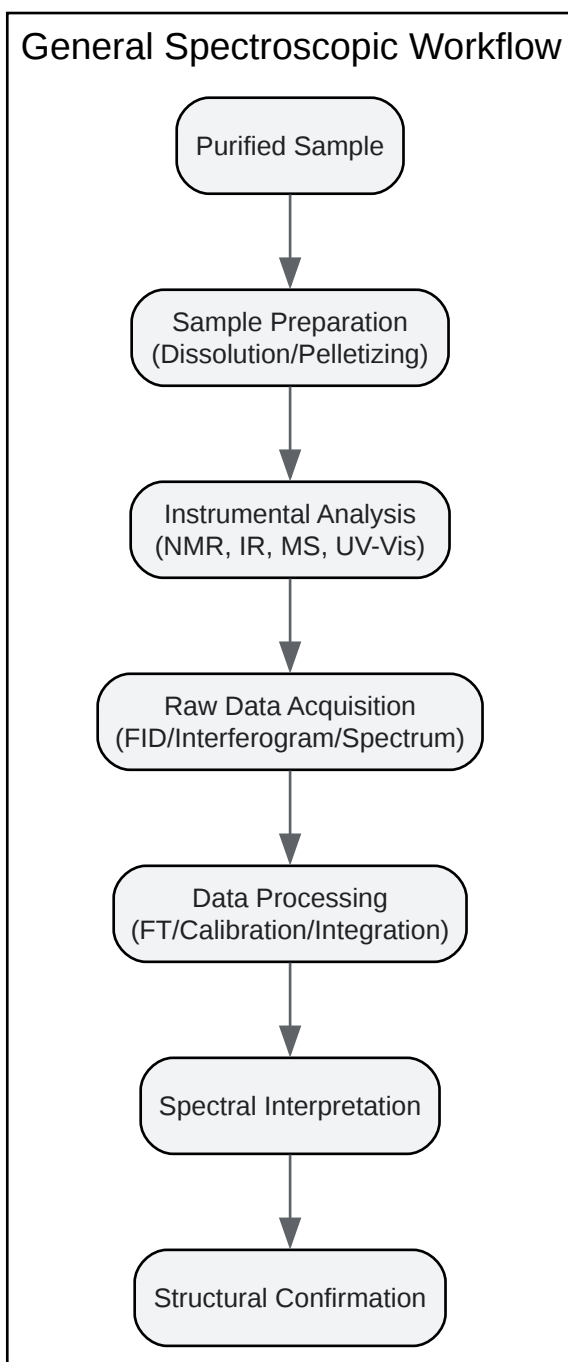 General Spectroscopic Workflow
Purified Sample
Sample Preparation
(Dissolution/Pelletizing)
Instrumental Analysis
(NMR, IR, MS, UV-Vis)
Raw Data Acquisition
(FID/Interferogram/Spectrum)
Data Processing
(FT/Calibration/Integration)
Spectral Interpretation
Structural Confirmation